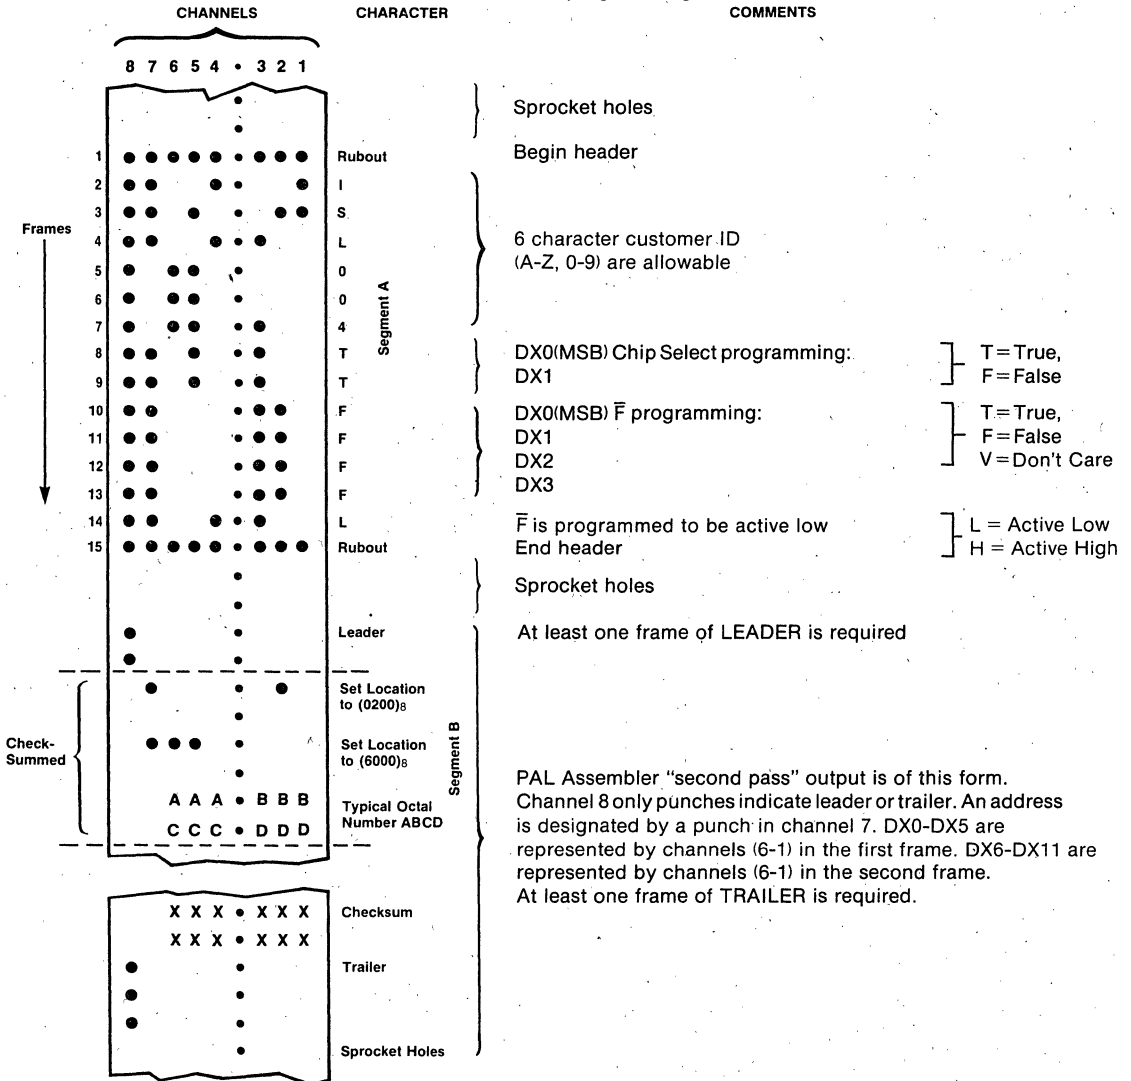 CHANNELS CHARACTER COMMENTS
8 7 6 5 4 • 3 2 1
Sprocket holes
1 Rubout Begin header
2 I
3 S
Frames
4 L 6 character customer ID
(A-Z, 0-9) are allowable
5 0
6 0
7 4
Segment A
8 T DX0(MSB) Chip Select programming: T=True,
9 T DX1 F=False
10 F DX0(MSB) F̅ programming: T=True,
11 F DX1 F=False
12 F DX2 V=Don't Care
13 F DX3
14 L F̅ is programmed to be active low L = Active Low
15 Rubout End header H = Active High
Sprocket holes
Leader At least one frame of LEADER is required
Set Location
to (0200)8
Check-
Summed
Set Location
to (6000)8
Segment B
A A A • B B B Typical Octal
C C C • D D D Number ABCD
PAL Assembler "second pass" output is of this form.
Channel 8 only punches indicate leader or trailer. An address
is designated by a punch in channel 7. DX0-DX5 are
represented by channels (6-1) in the first frame. DX6-DX11 are
represented by channels (6-1) in the second frame.
At least one frame of TRAILER is required.
X X X • X X X Checksum
X X X • X X X
Trailer
Sprocket Holes